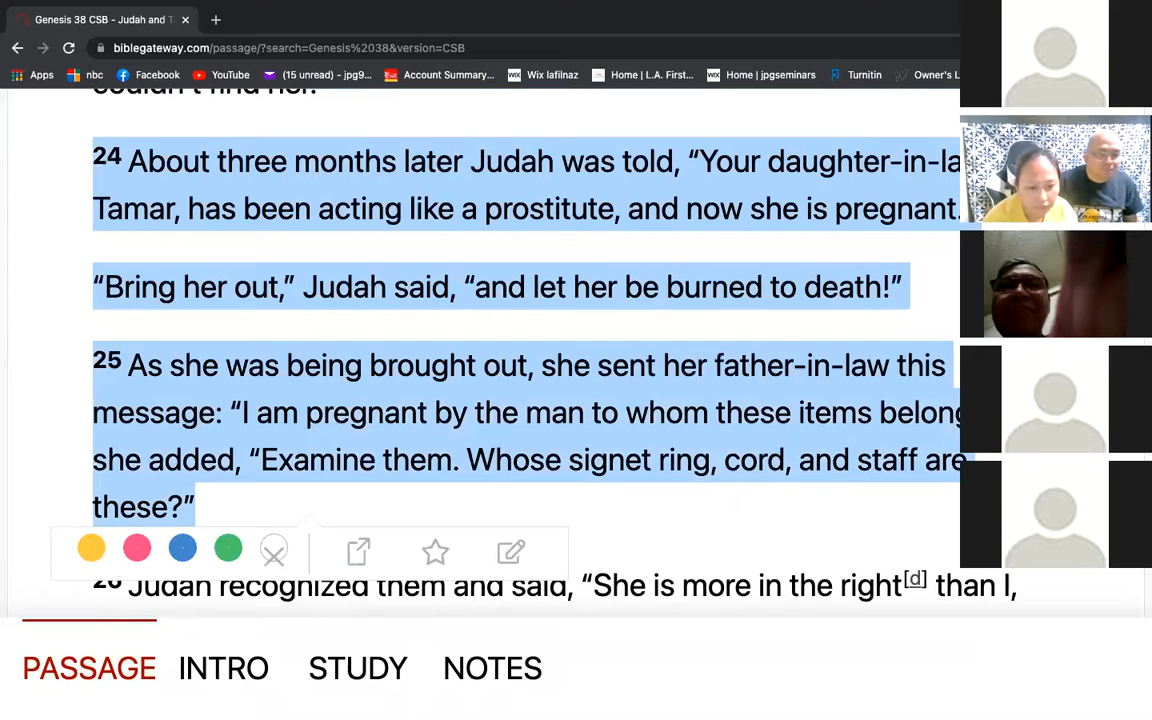 Genesis 38 CSB - Judah and T
biblegateway.com/passage/?search=Genesis%2038&version=CSB
Apps nbc Facebook YouTube (15 unread) - jpg9... Account Summary... Wix lafilnaz Home | L.A. First... Home | jpgseminars Turnitin Owner's L
couldn't find her.
24 About three months later Judah was told, “Your daughter-in-la
Tamar, has been acting like a prostitute, and now she is pregnant.
“Bring her out,” Judah said, “and let her be burned to death!”
25 As she was being brought out, she sent her father-in-law this
message: “I am pregnant by the man to whom these items belong
she added, “Examine them. Whose signet ring, cord, and staff are
these?”
26 Judah recognized them and said, “She is more in the right[d] than I,
PASSAGE INTRO STUDY NOTES